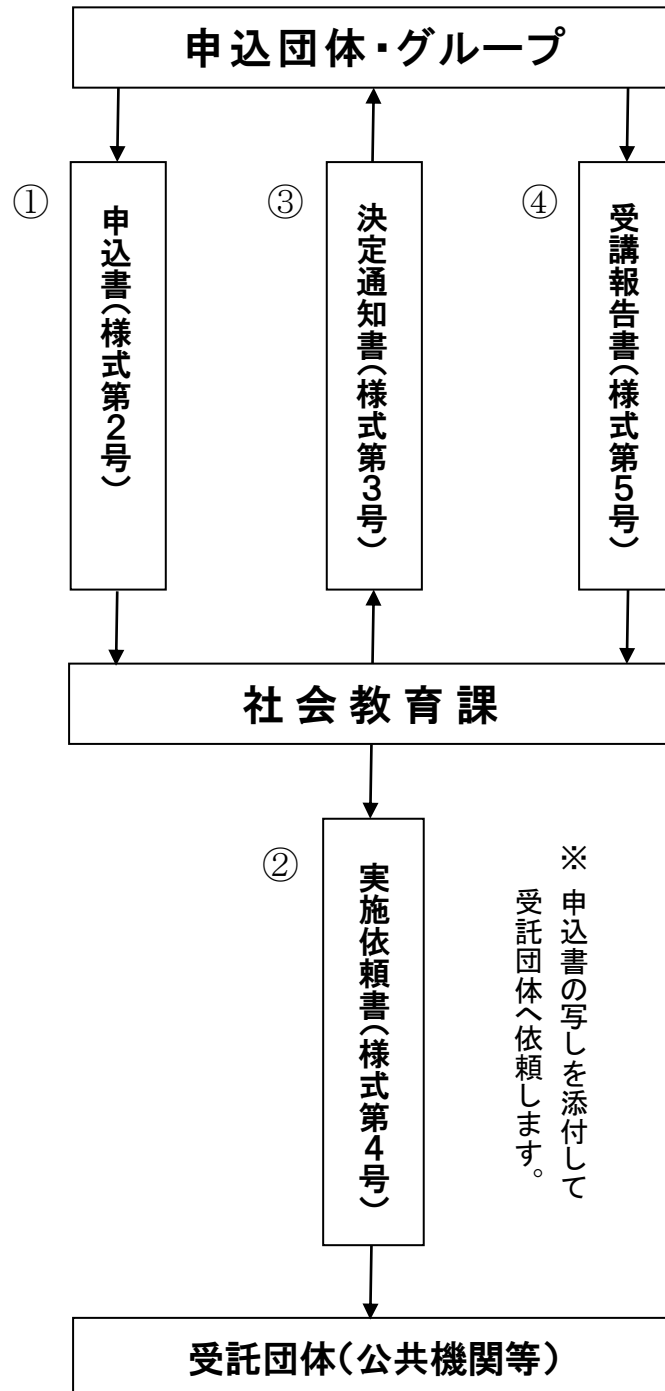 申込団体・グループ
①
申込書（様式第２号）
③
決定通知書（様式第３号）
④
受講報告書（様式第５号）
社会教育課
②
実施依頼書（様式第４号）
※ 申込書の写しを添付して
受託団体へ依頼します。
受託団体（公共機関等）